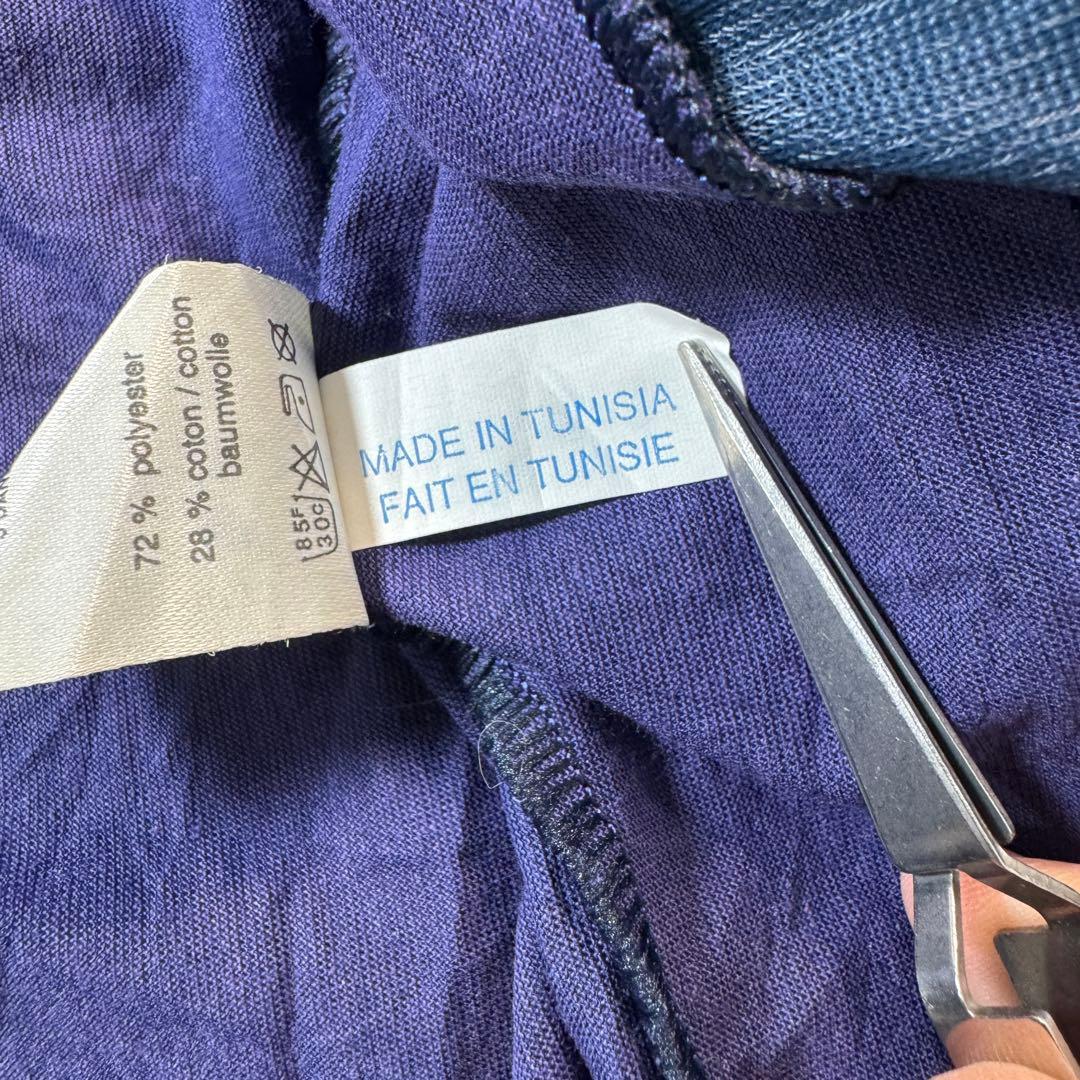 72 % polyester
28 % coton / cotton
baumwolle
85F
30c
MADE IN TUNISIA
FAIT EN TUNISIE